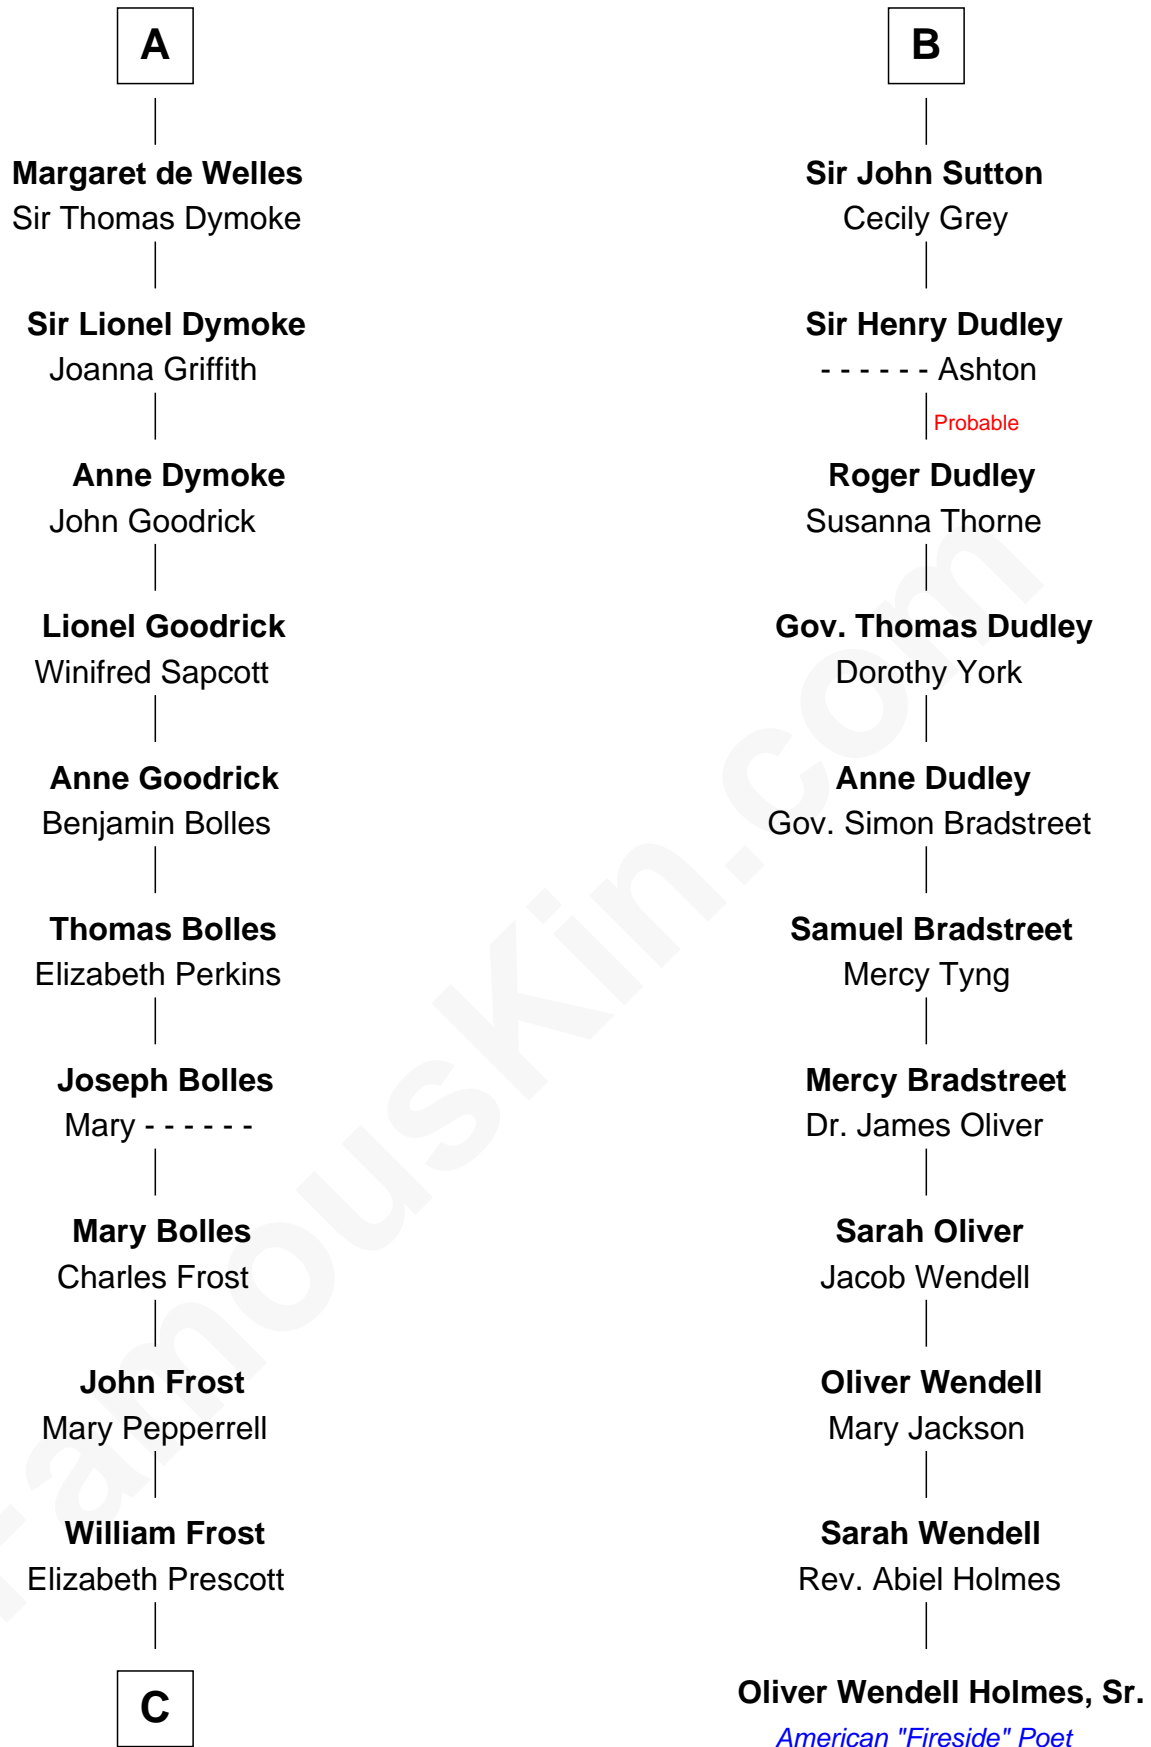 A
Margaret de Welles
Sir Thomas Dymoke
Sir Lionel Dymoke
Joanna Griffith
Anne Dymoke
John Goodrick
Lionel Goodrick
Winifred Sapcott
Anne Goodrick
Benjamin Bolles
Thomas Bolles
Elizabeth Perkins
Joseph Bolles
Mary - - - - - -
Mary Bolles
Charles Frost
John Frost
Mary Pepperrell
William Frost
Elizabeth Prescott
C
B
Sir John Sutton
Cecily Grey
Sir Henry Dudley
- - - - - - Ashton
Probable
Roger Dudley
Susanna Thorne
Gov. Thomas Dudley
Dorothy York
Anne Dudley
Gov. Simon Bradstreet
Samuel Bradstreet
Mercy Tyng
Mercy Bradstreet
Dr. James Oliver
Sarah Oliver
Jacob Wendell
Oliver Wendell
Mary Jackson
Sarah Wendell
Rev. Abiel Holmes
Oliver Wendell Holmes, Sr.
American "Fireside" Poet
FamousKin.com